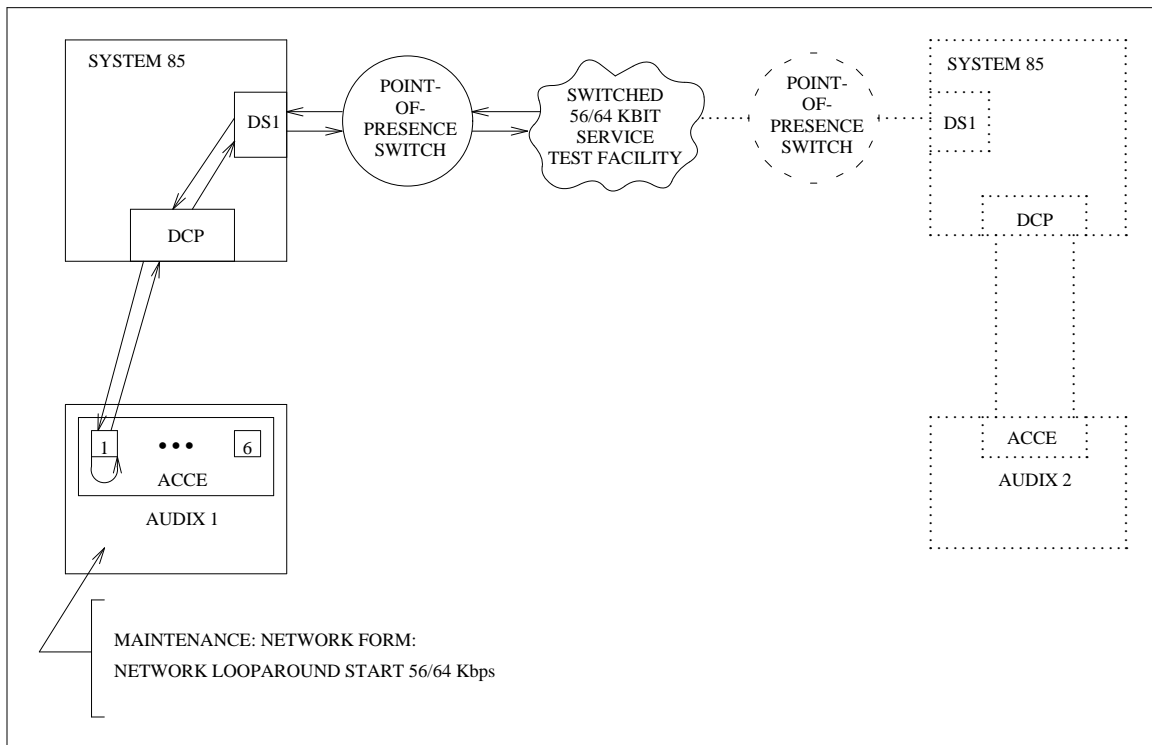 SYSTEM 85
DS1
DCP
POINT-
OF-
PRESENCE
SWITCH
SWITCHED
56/64 KBIT
SERVICE
TEST FACILITY
POINT-
OF-
PRESENCE
SWITCH
SYSTEM 85
DS1
DCP
1 ••• 6
ACCE
AUDIX 1
ACCE
AUDIX 2
MAINTENANCE: NETWORK FORM:
NETWORK LOOPAROUND START 56/64 Kbps